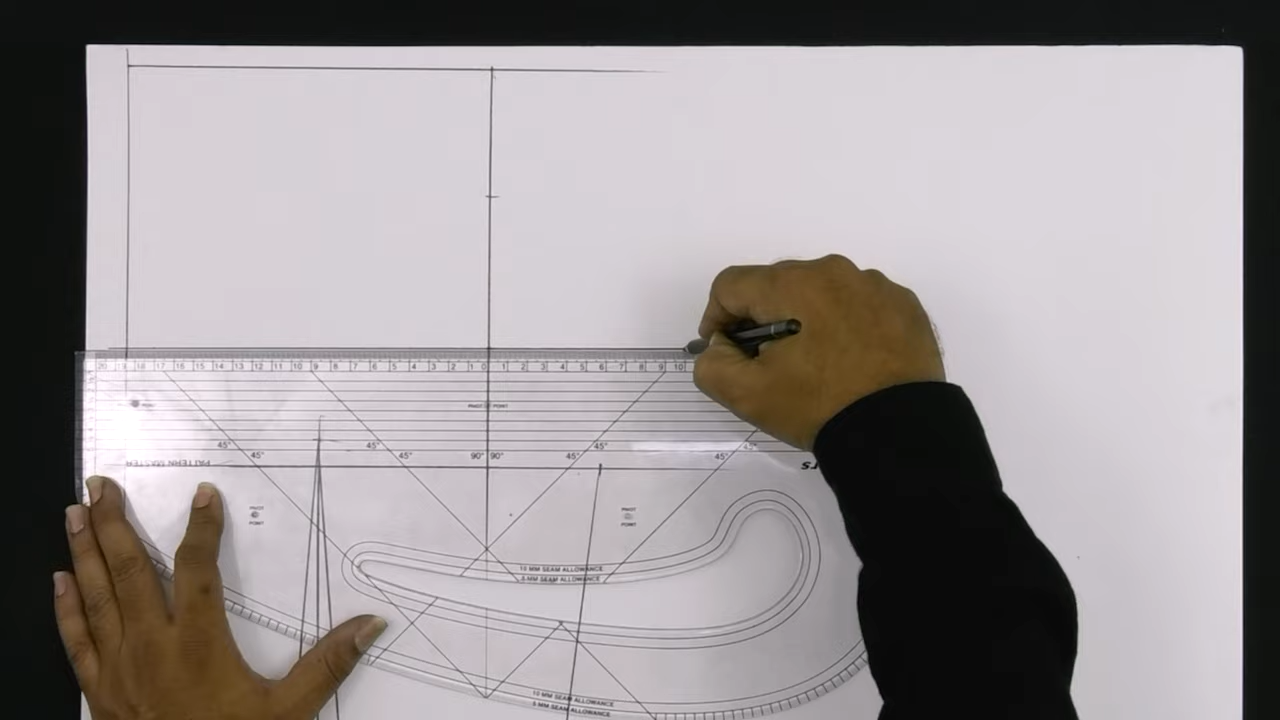 20 19 18 17 16 15 14 13 12 11 10 9 8 7 6 5 4 3 2 1 0 1 2 3 4 5 6 7 8 9 10
PIVOT POINT
45° 45° 45° 45° 90° 90° 45° 45° 45° 45°
PATTERN MASTER
PIVOT
POINT
PIVOT
POINT
10 MM SEAM ALLOWANCE
5 MM SEAM ALLOWANCE
10 MM SEAM ALLOWANCE
5 MM SEAM ALLOWANCE